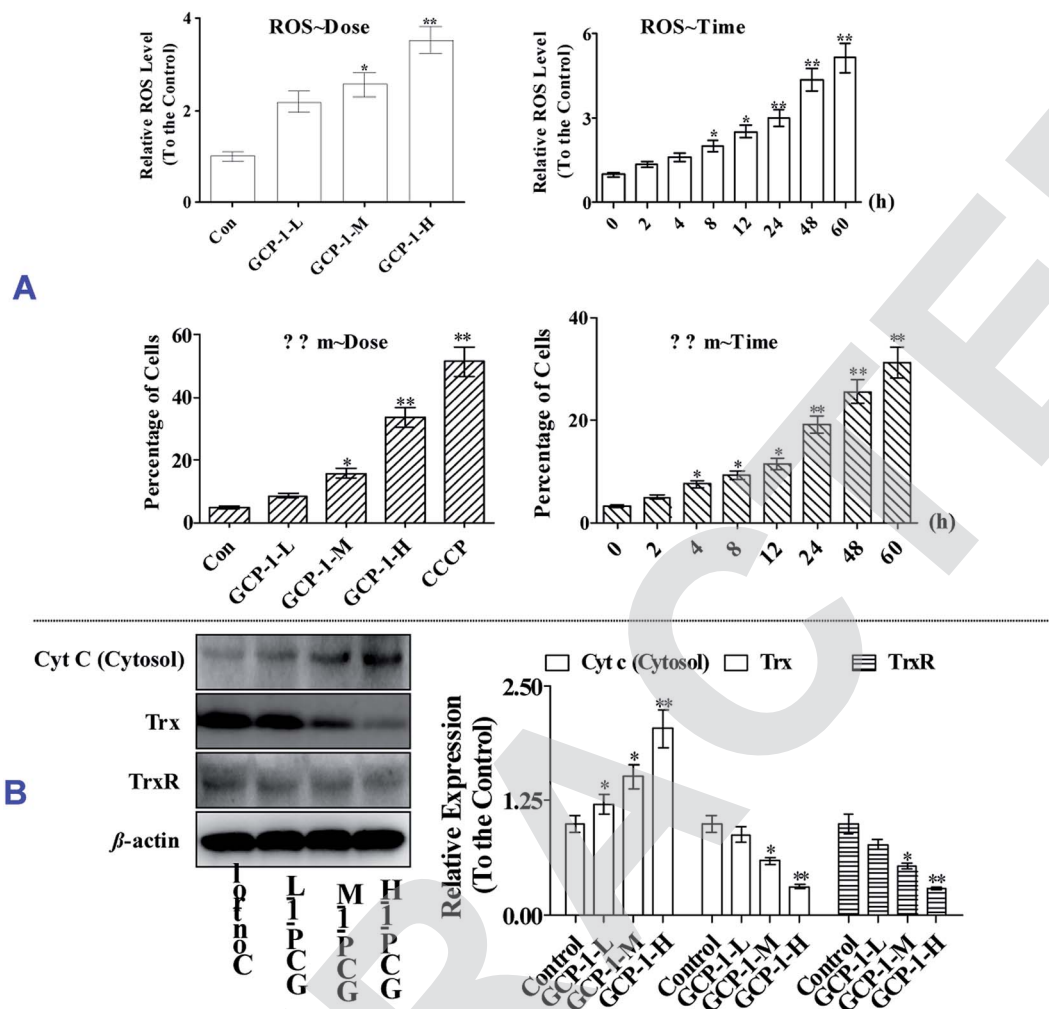 ROS~Dose
Relative ROS Level
(To the Control)
4
2
0
*
**
Con
GCP-1-L
GCP-1-M
GCP-1-H
ROS~Time
Relative ROS Level
(To the Control)
6
3
0
*
*
**
**
**
0
2
4
8
12
24
48
60
(h)
A
? ? m~Dose
Percentage of Cells
60
40
20
0
*
**
**
Con
GCP-1-L
GCP-1-M
GCP-1-H
CCCP
? ? m~Time
Percentage of Cells
40
20
0
*
*
*
**
**
**
0
2
4
8
12
24
48
60
(h)
B
Cyt C (Cytosol)
Trx
TrxR
β-actin
Control
GCP-1-L
GCP-1-M
GCP-1-H
Cyt c (Cytosol)
Trx
TrxR
Relative Expression
(To the Control)
2.50
1.25
0.00
*
*
**
*
**
*
**
Control
GCP-1-L
GCP-1-M
GCP-1-H
Control
GCP-1-L
GCP-1-M
GCP-1-H
Control
GCP-1-L
GCP-1-M
GCP-1-H